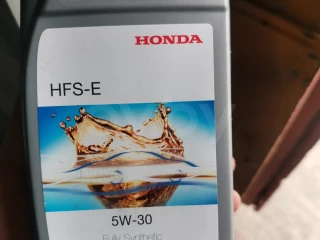 HONDA
HFS-E
5W-30
Fully Synthetic